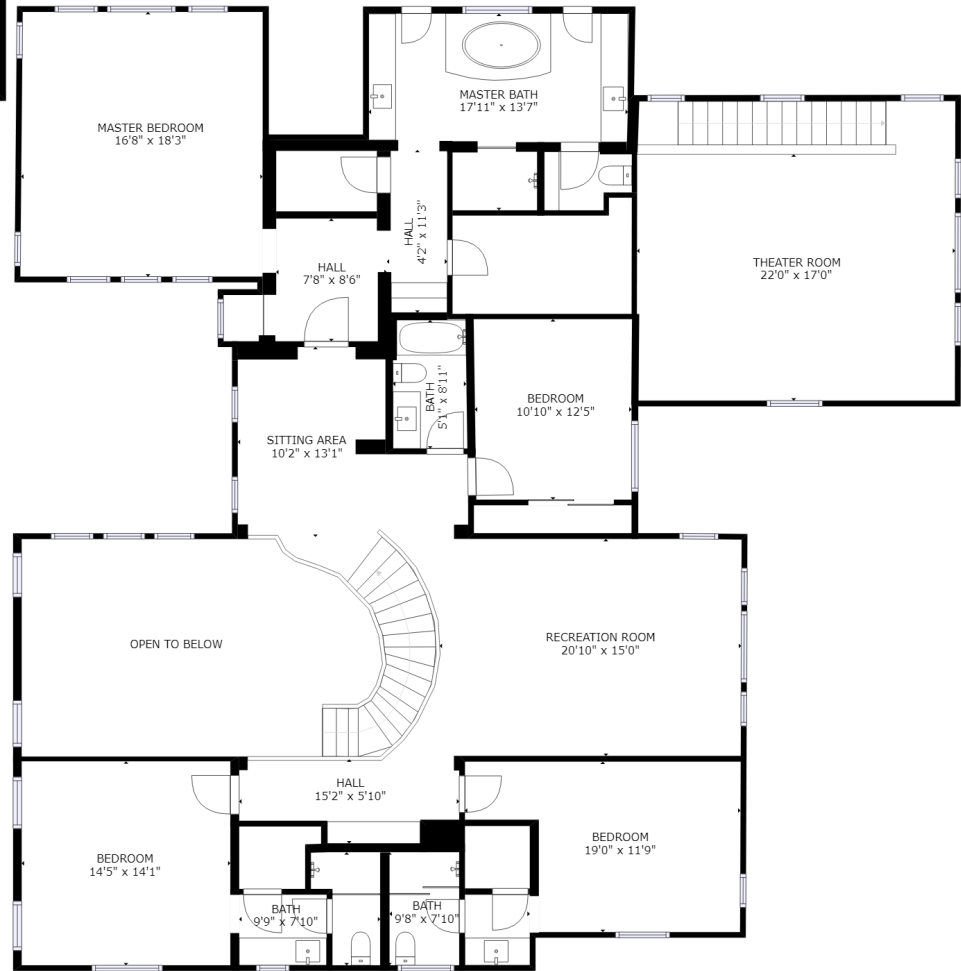 MASTER BATH
17'11" x 13'7"
MASTER BEDROOM
16'8" x 18'3"
HALL
4'2" x 11'3"
THEATER ROOM
22'0" x 17'0"
HALL
7'8" x 8'6"
BATH
5'1" x 8'11"
BEDROOM
10'10" x 12'5"
SITTING AREA
10'2" x 13'1"
OPEN TO BELOW
RECREATION ROOM
20'10" x 15'0"
HALL
15'2" x 5'10"
BEDROOM
14'5" x 14'1"
BEDROOM
19'0" x 11'9"
BATH
9'9" x 7'10"
BATH
9'8" x 7'10"